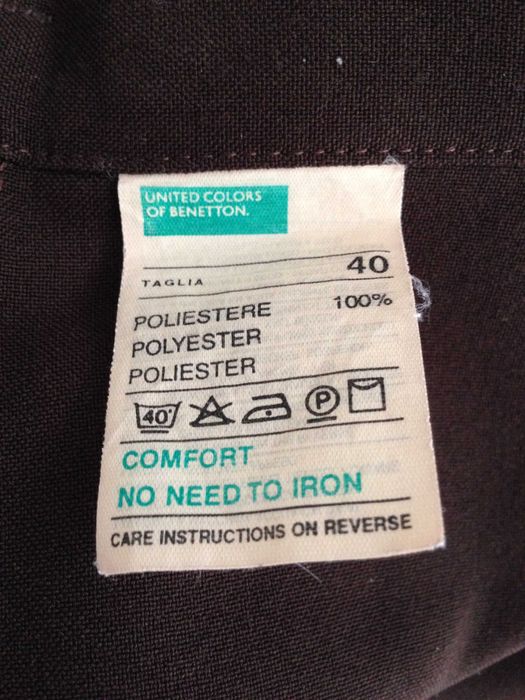 UNITED COLORS
OF BENETTON.
TAGLIA 40
POLIESTERE 100%
POLYESTER
POLIESTER
40° P
COMFORT
NO NEED TO IRON
CARE INSTRUCTIONS ON REVERSE